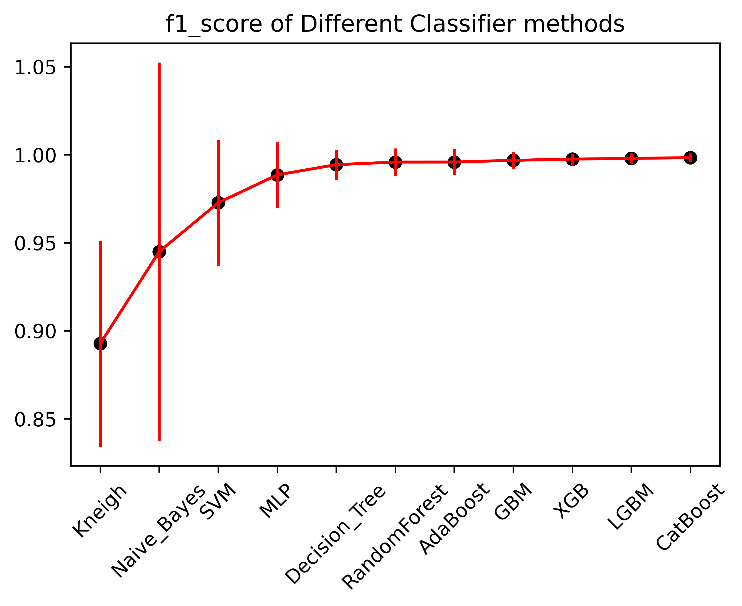 f1_score of Different Classifier methods
1.05
1.00
0.95
0.90
0.85
Kneigh
Naive_Bayes
SVM
MLP
Decision_Tree
RandomForest
AdaBoost
GBM
XGB
LGBM
CatBoost